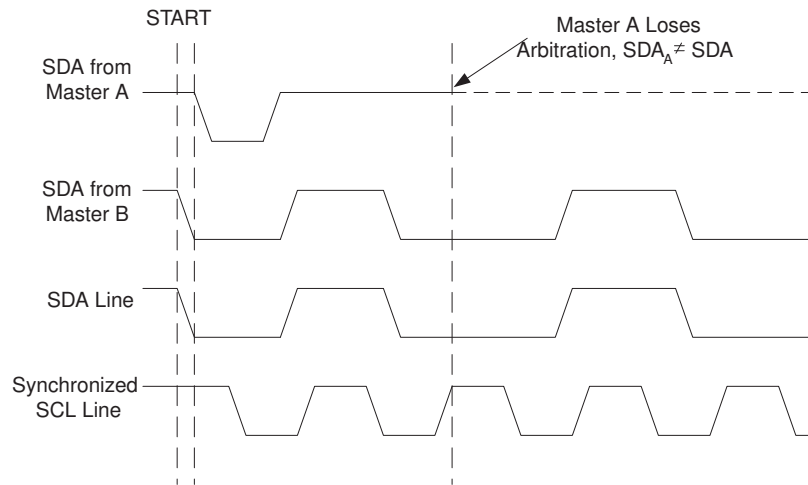 START
Master A Loses
Arbitration, SDA_A ≠ SDA
SDA from
Master A
SDA from
Master B
SDA Line
Synchronized
SCL Line